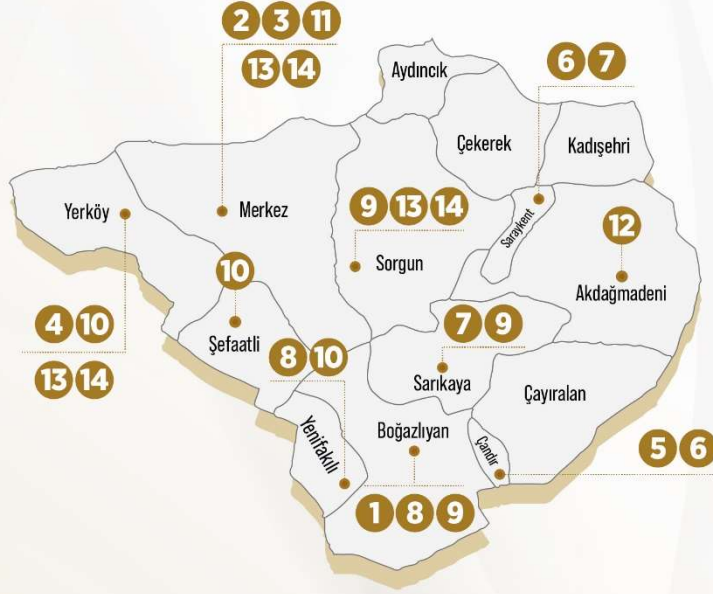 2 3 11
13 14
Aydıncık
6 7
Çekerek
Kadışehri
Yerköy
Merkez
9 13 14
Saraykent
12
Sorgun
Akdağmadeni
10
4 10
13 14
Şefaatli
8 10
7 9
Sarıkaya
Çayıralan
Yenifakılı
Boğazlıyan
Çandır
5 6
1 8 9